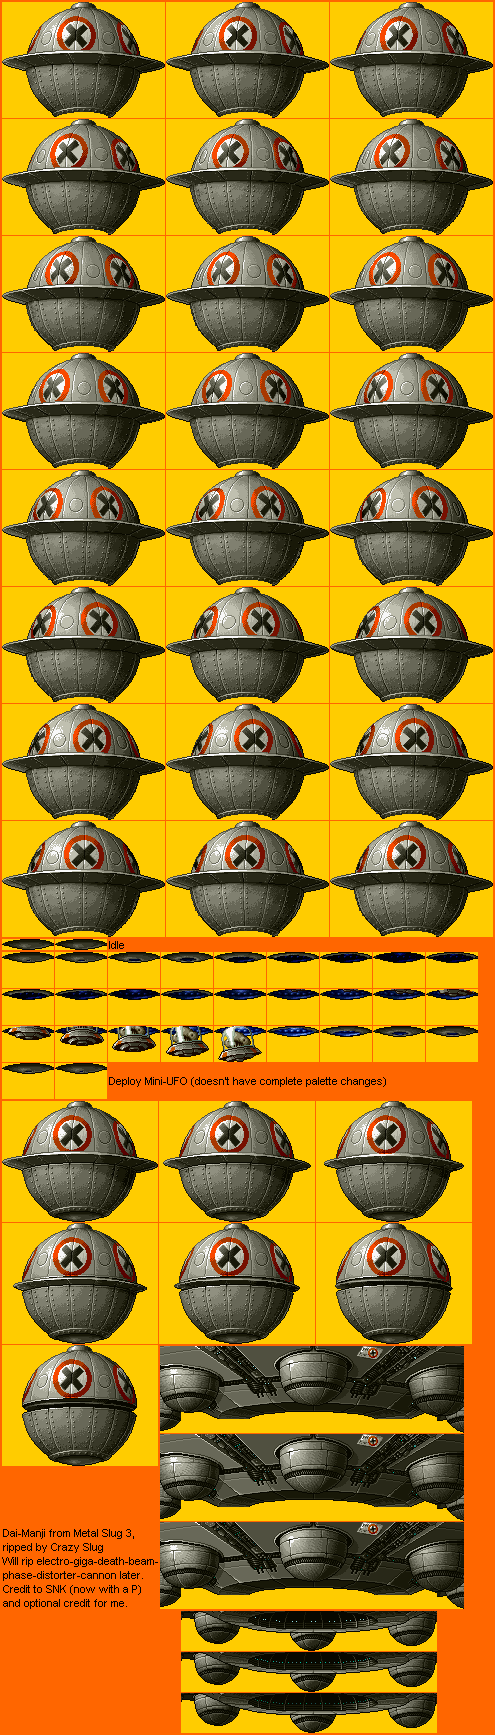 Idle
Deploy Mini-UFO (doesn't have complete palette changes)
Dai-Manji from Metal Slug 3,
ripped by Crazy Slug
Will rip electro-giga-death-beam-
phase-distorter-cannon later.
Credit to SNK (now with a P)
and optional credit for me.